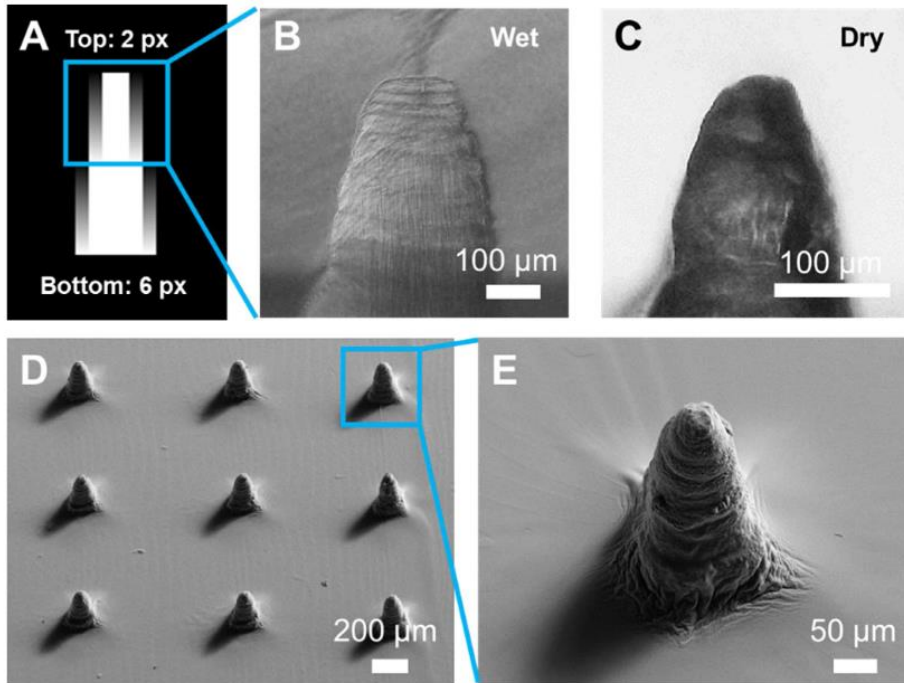 A
Top: 2 px
Bottom: 6 px
B
Wet
100 µm
C
Dry
100 µm
D
200 µm
E
50 µm